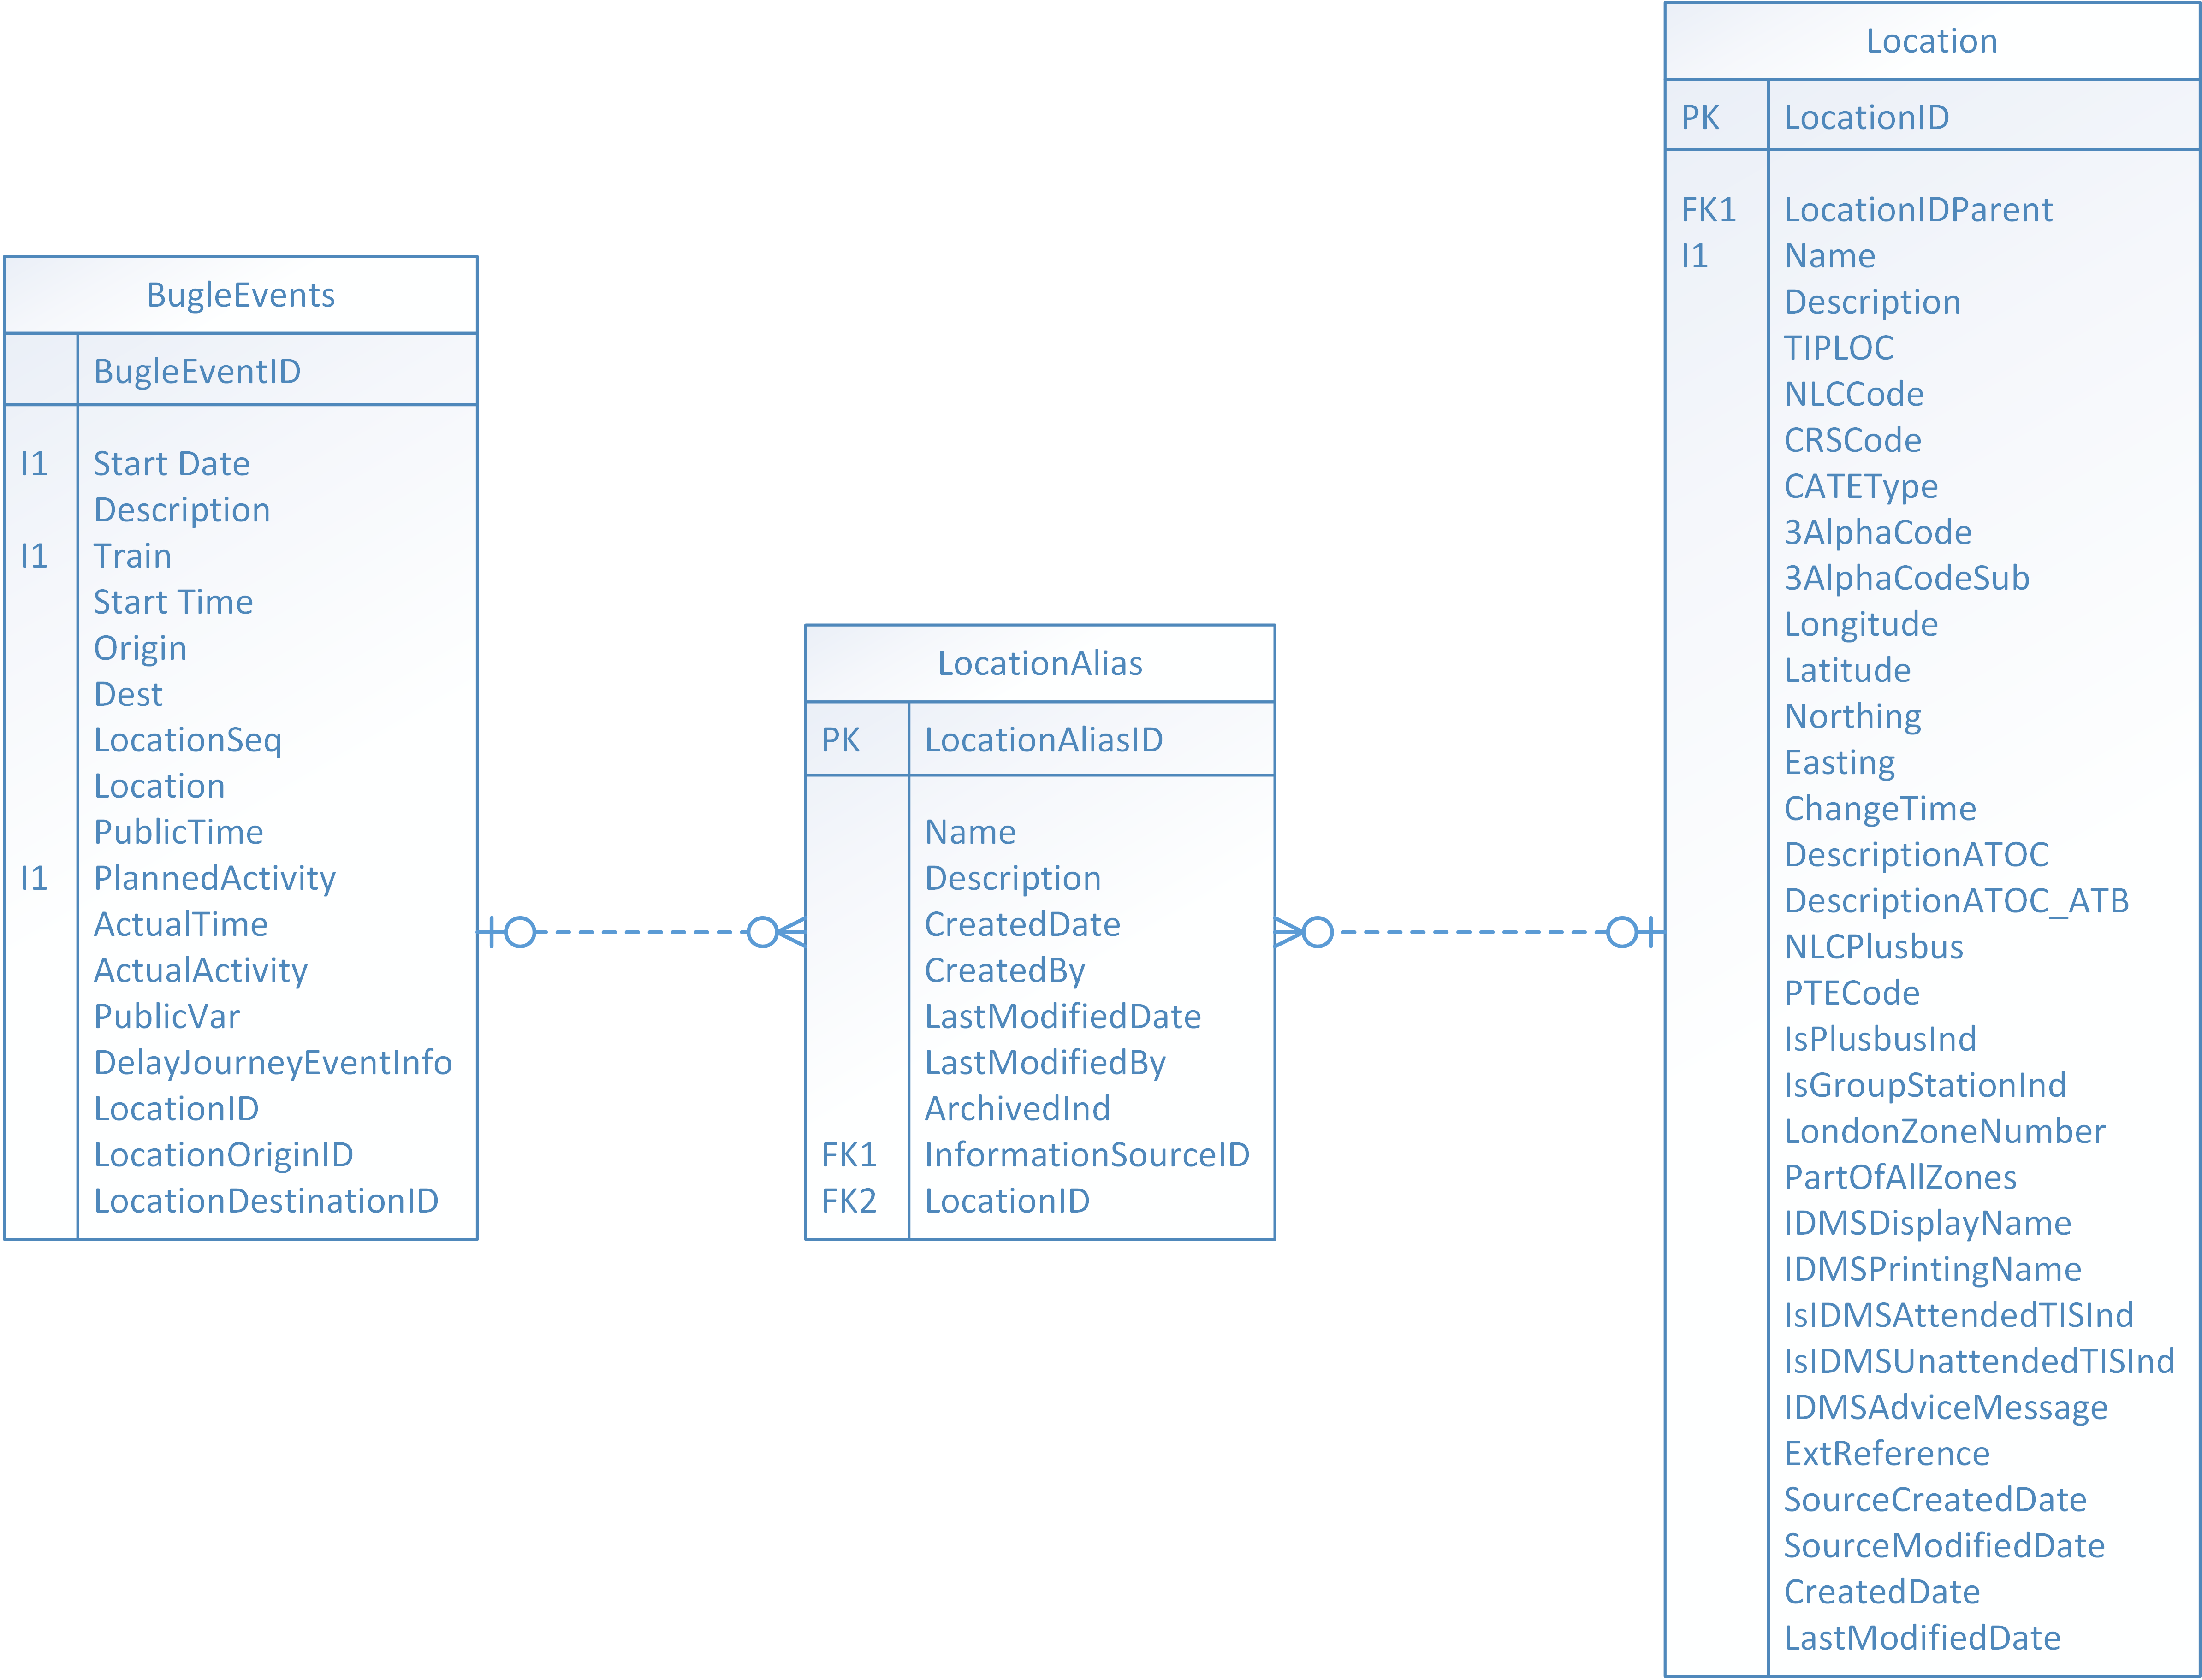 BugleEvents
BugleEventID
I1 Start Date
Description
I1 Train
Start Time
Origin
Dest
LocationSeq
Location
PublicTime
I1 PlannedActivity
ActualTime
ActualActivity
PublicVar
DelayJourneyEventInfo
LocationID
LocationOriginID
LocationDestinationID
LocationAlias
PK LocationAliasID
Name
Description
CreatedDate
CreatedBy
LastModifiedDate
LastModifiedBy
ArchivedInd
FK1 InformationSourceID
FK2 LocationID
Location
PK LocationID
FK1 LocationIDParent
I1 Name
Description
TIPLOC
NLCCode
CRSCode
CATEType
3AlphaCode
3AlphaCodeSub
Longitude
Latitude
Northing
Easting
ChangeTime
DescriptionATOC
DescriptionATOC_ATB
NLCPlusbus
PTECode
IsPlusbusInd
IsGroupStationInd
LondonZoneNumber
PartOfAllZones
IDMSDisplayName
IDMSPrintingName
IsIDMSAttendedTISInd
IsIDMSUnattendedTISInd
IDMSAdviceMessage
ExtReference
SourceCreatedDate
SourceModifiedDate
CreatedDate
LastModifiedDate